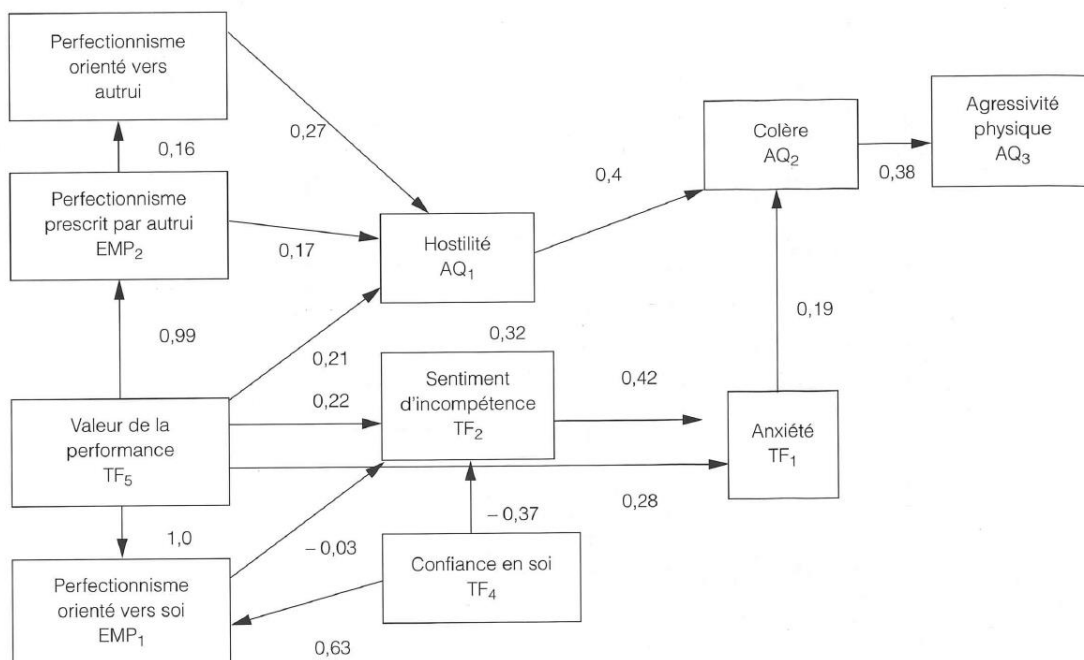 Perfectionnisme
orienté vers
autrui
0,16
0,27
Perfectionnisme
prescrit par autrui
EMP₂
0,17
0,99
Hostilité
AQ₁
0,4
Colère
AQ₂
0,38
Agressivité
physique
AQ₃
0,19
0,21
0,32
Valeur de la
performance
TF₅
0,22
Sentiment
d'incompétence
TF₂
0,42
Anxiété
TF₁
0,28
1,0
– 0,03
– 0,37
Perfectionnisme
orienté vers soi
EMP₁
Confiance en soi
TF₄
0,63